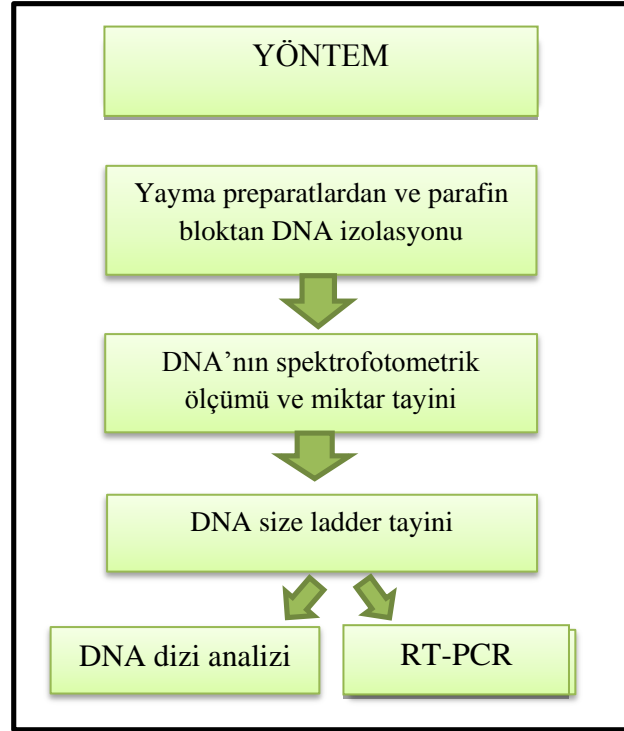 YÖNTEM
Yayma preparatlardan ve parafin
bloktan DNA izolasyonu
DNA’nın spektrofotometrik
ölçümü ve miktar tayini
DNA size ladder tayini
DNA dizi analizi
RT-PCR